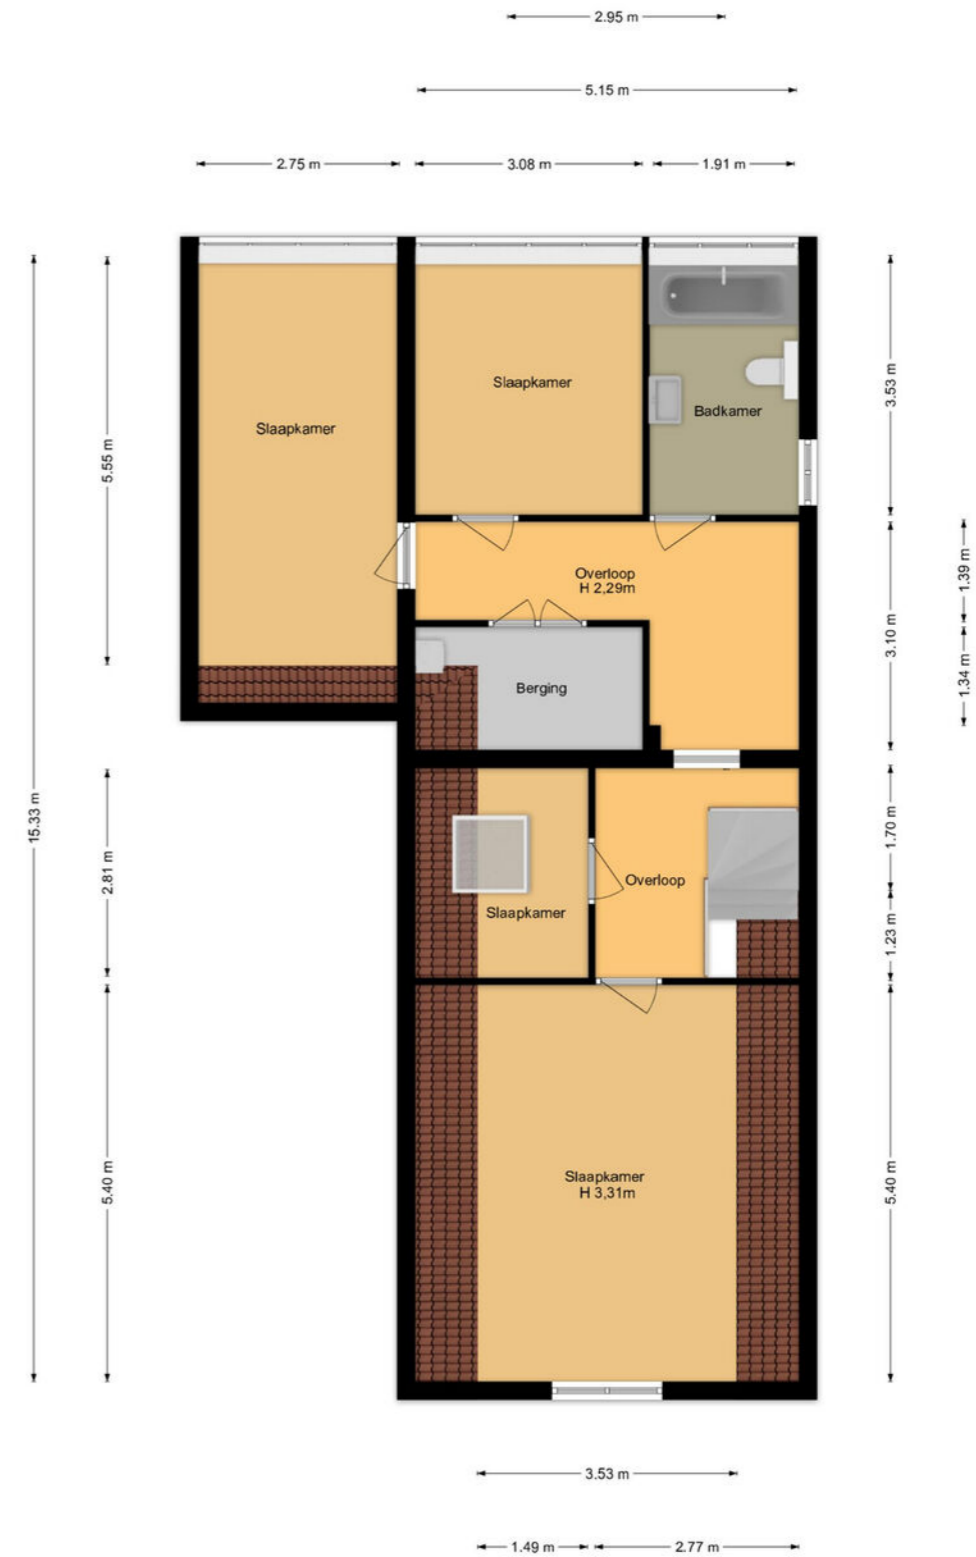 2.95 m
5.15 m
2.75 m
3.08 m
1.91 m
15.33 m
5.55 m
Slaapkamer
Slaapkamer
Badkamer
3.53 m
Overloop
H 2,29m
1.39 m
3.10 m
1.34 m
Berging
2.81 m
Slaapkamer
Overloop
1.70 m
1.23 m
5.40 m
Slaapkamer
H 3,31m
5.40 m
3.53 m
1.49 m
2.77 m